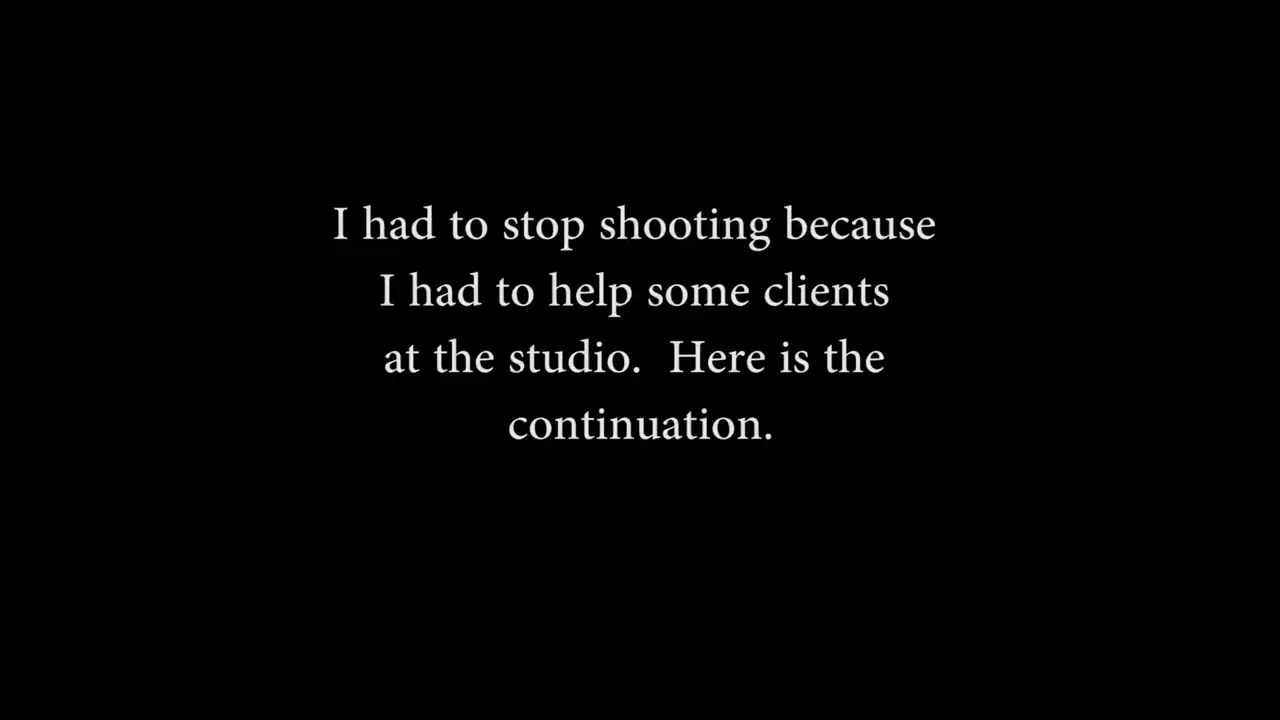 I had to stop shooting because
I had to help some clients
at the studio.  Here is the
continuation.